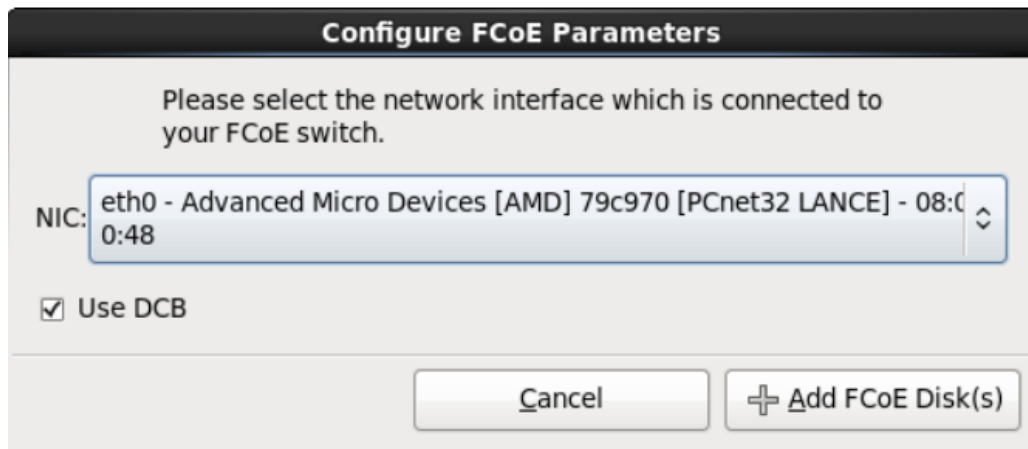 Configure FCoE Parameters
Please select the network interface which is connected to
your FCoE switch.
NIC:
eth0 - Advanced Micro Devices [AMD] 79c970 [PCnet32 LANCE] - 08:0
0:48
Use DCB
Cancel
Add FCoE Disk(s)